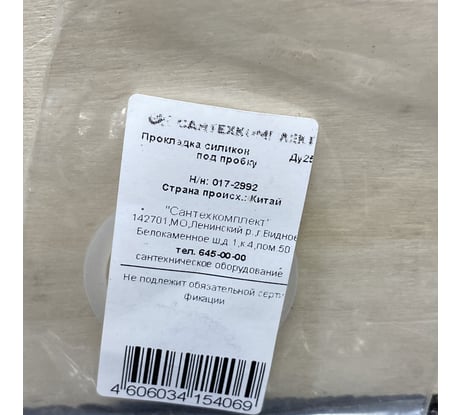 САНТЕХКОМПЛЕКТ
Прокладка силикон
под пробку Ду25
Н/н: 017-2992
Страна происх.: Китай
"Сантехкомплект"
142701,МО,Ленинский р.,г.Видное
Белокаменное ш,д.1,к.4,пом.50
тел. 645-00-00
сантехническое оборудование
Не подлежит обязательной серти
фикации
4 606034 154069